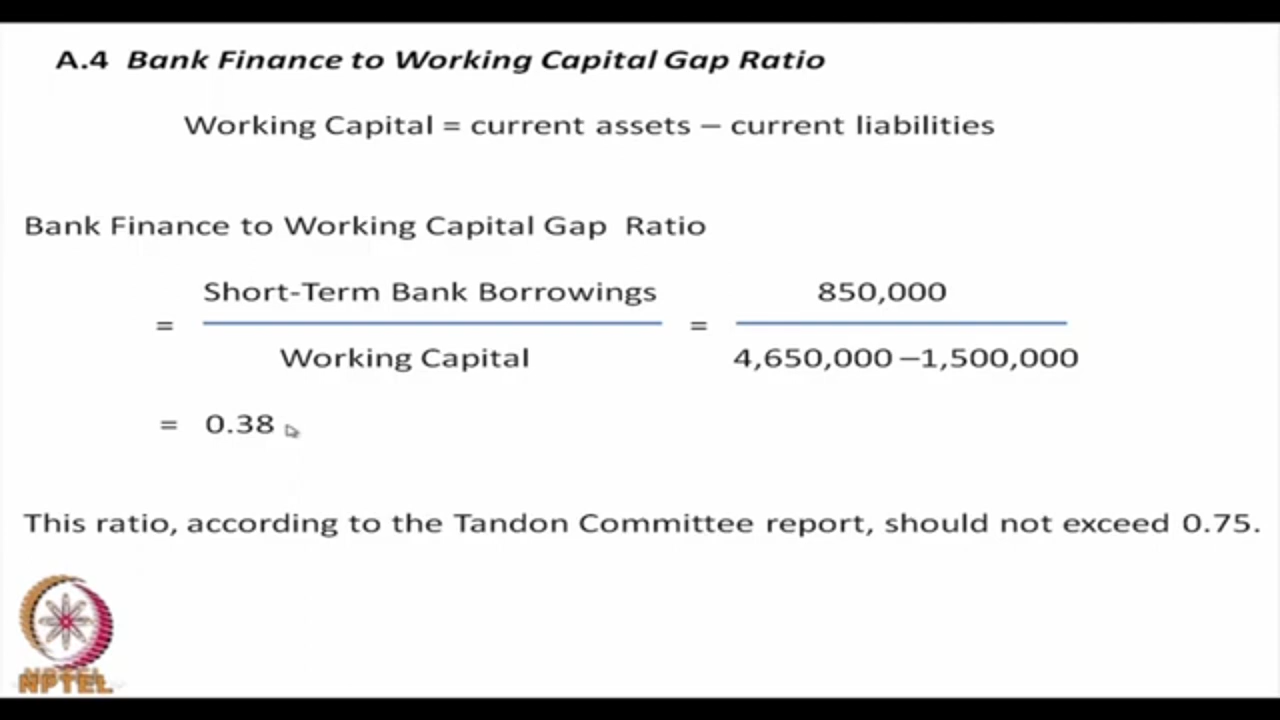 A.4 Bank Finance to Working Capital Gap Ratio
Working Capital = current assets – current liabilities
Bank Finance to Working Capital Gap Ratio
= Short-Term Bank Borrowings = 850,000
Working Capital 4,650,000 –1,500,000
= 0.38
This ratio, according to the Tandon Committee report, should not exceed 0.75.
NPTEL